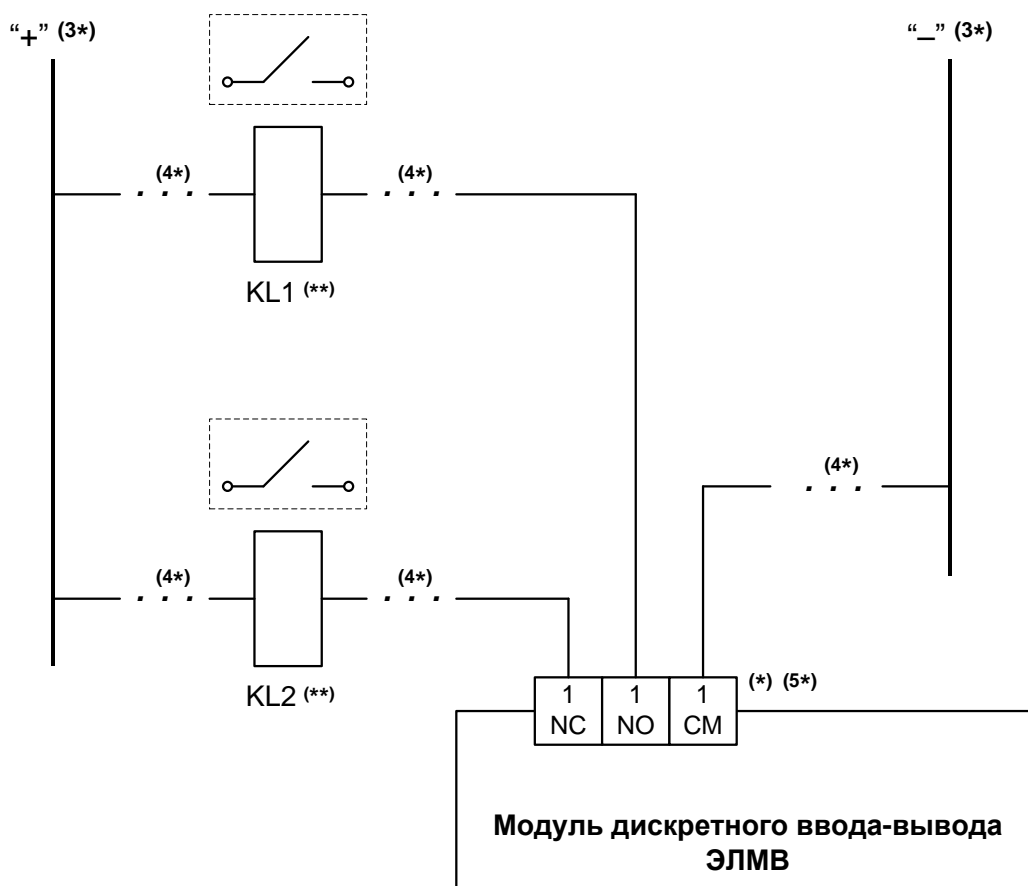 “+” (3*)
“–” (3*)
(4*)
(4*)
KL1 (**)
(4*)
(4*)
(4*)
KL2 (**)
1 1 1 (*) (5*)
NC NO CM
Модуль дискретного ввода-вывода
ЭЛМВ